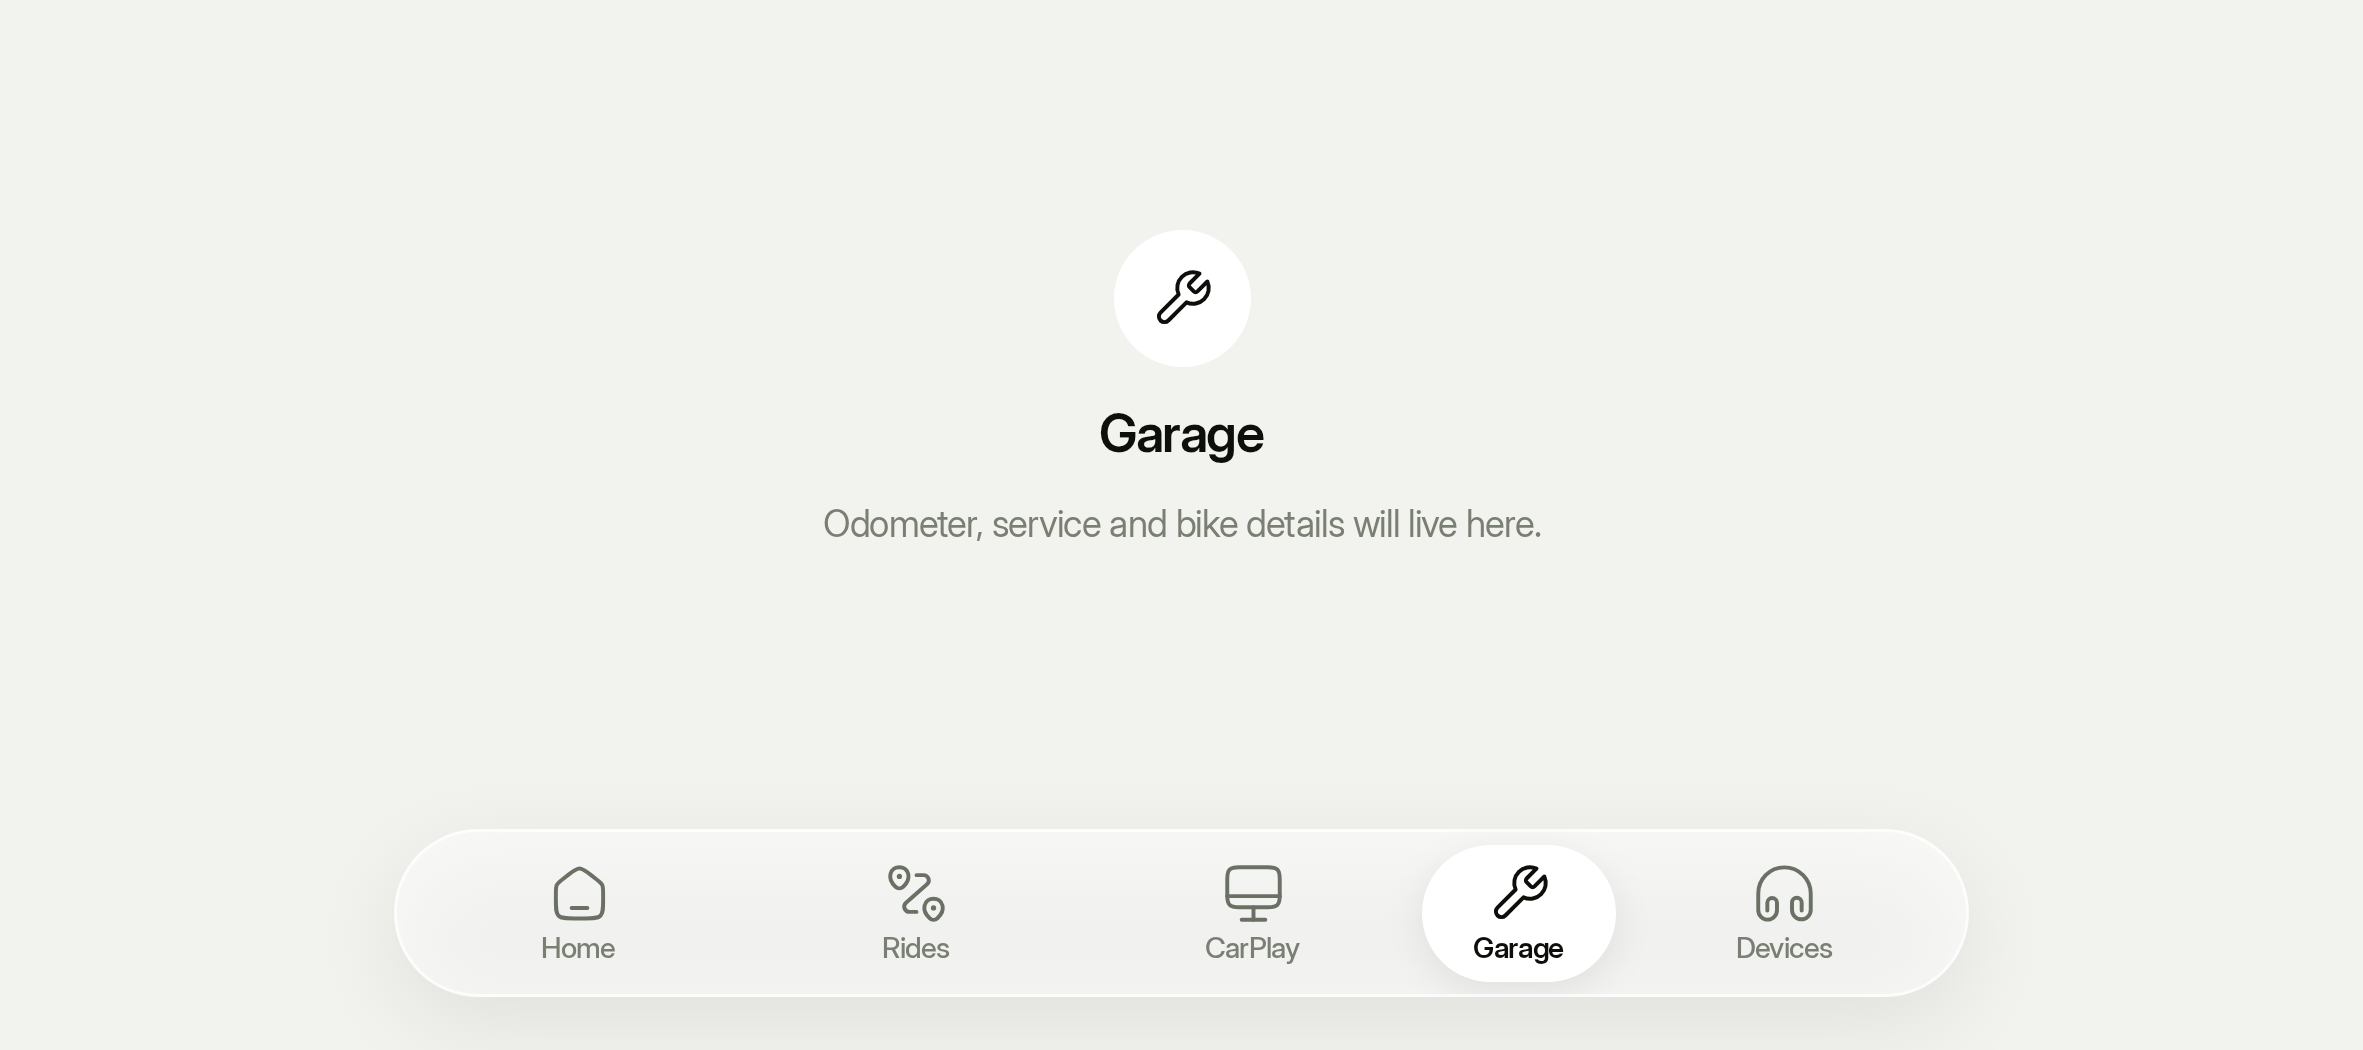 Garage
Odometer, service and bike details will live here.
Home
Rides
CarPlay
Garage
Devices